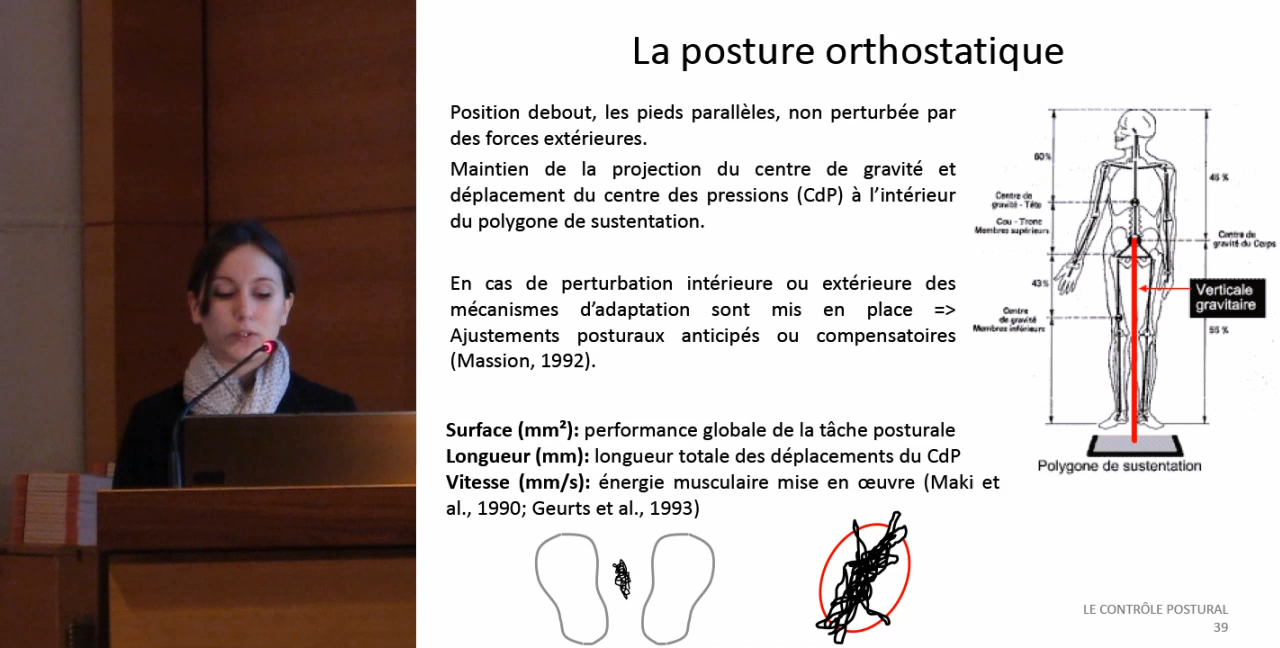 La posture orthostatique
Position debout, les pieds parallèles, non perturbée par
des forces extérieures.
Maintien de la projection du centre de gravité et
déplacement du centre des pressions (CdP) à l’intérieur
du polygone de sustentation.
En cas de perturbation intérieure ou extérieure des
mécanismes d’adaptation sont mis en place =>
Ajustements posturaux anticipés ou compensatoires
(Massion, 1992).
Surface (mm²): performance globale de la tâche posturale
Longueur (mm): longueur totale des déplacements du CdP
Vitesse (mm/s): énergie musculaire mise en œuvre (Maki et
al., 1990; Geurts et al., 1993)
60%
46 %
Centre de
gravité - Tête
Cou - Tronc
Membres supérieurs
Centre de
gravité du Corps
43%
Verticale
gravitaire
Centre
de gravité
Membres inférieurs
55 %
Polygone de sustentation
LE CONTRÔLE POSTURAL
39